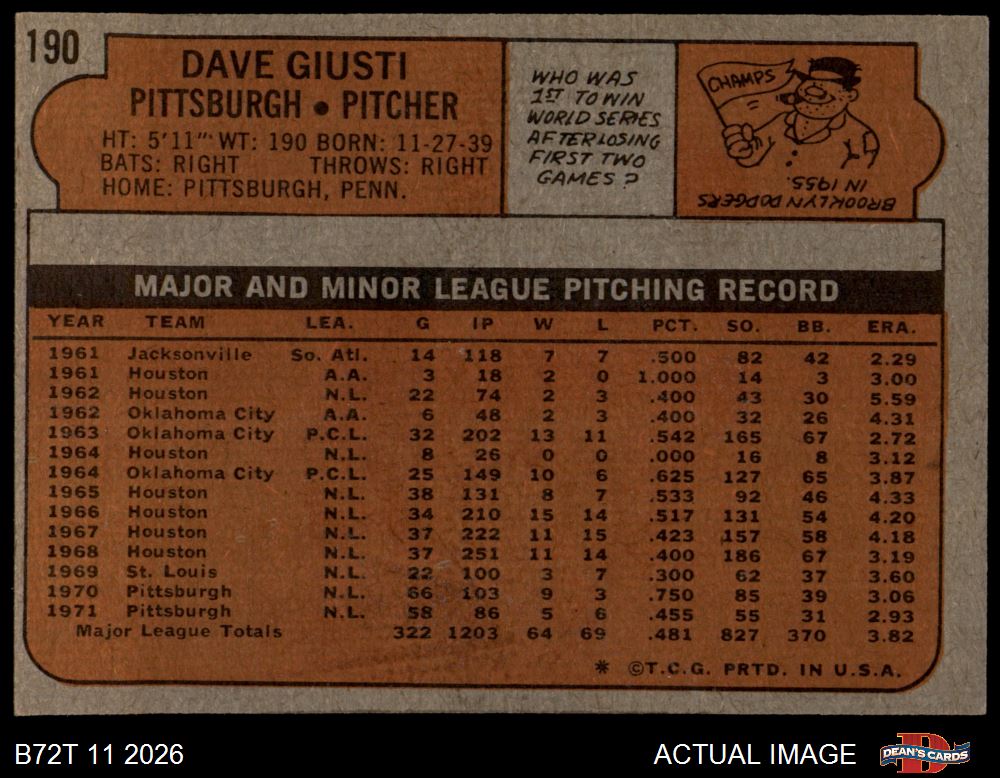 190
DAVE GIUSTI
PITTSBURGH • PITCHER
HT: 5'11" WT: 190 BORN: 11-27-39
BATS: RIGHT THROWS: RIGHT
HOME: PITTSBURGH, PENN.
WHO WAS
1ST TO WIN
WORLD SERIES
AFTER LOSING
FIRST TWO
GAMES?
CHAMPS
BROOKLYN DODGERS
IN 1955.
MAJOR AND MINOR LEAGUE PITCHING RECORD
YEAR TEAM LEA. G IP W L PCT. SO. BB. ERA.
1961 Jacksonville So. Atl. 14 118 7 7 .500 82 42 2.29
1961 Houston A.A. 3 18 2 0 1.000 14 3 3.00
1962 Houston N.L. 22 74 2 3 .400 43 30 5.59
1962 Oklahoma City A.A. 6 48 2 3 .400 32 26 4.31
1963 Oklahoma City P.C.L. 32 202 13 11 .542 165 67 2.72
1964 Houston N.L. 8 26 0 0 .000 16 8 3.12
1964 Oklahoma City P.C.L. 25 149 10 6 .625 127 65 3.87
1965 Houston N.L. 38 131 8 7 .533 92 46 4.33
1966 Houston N.L. 34 210 15 14 .517 131 54 4.20
1967 Houston N.L. 37 222 11 15 .423 157 58 4.18
1968 Houston N.L. 37 251 11 14 .400 186 67 3.19
1969 St. Louis N.L. 22 100 3 7 .300 62 37 3.60
1970 Pittsburgh N.L. 66 103 9 3 .750 85 39 3.06
1971 Pittsburgh N.L. 58 86 5 6 .455 55 31 2.93
Major League Totals 322 1203 64 69 .481 827 370 3.82
* ©T.C.G. PRTD. IN U.S.A.
B72T 11 2026
ACTUAL IMAGE
D
DEAN'S CARDS